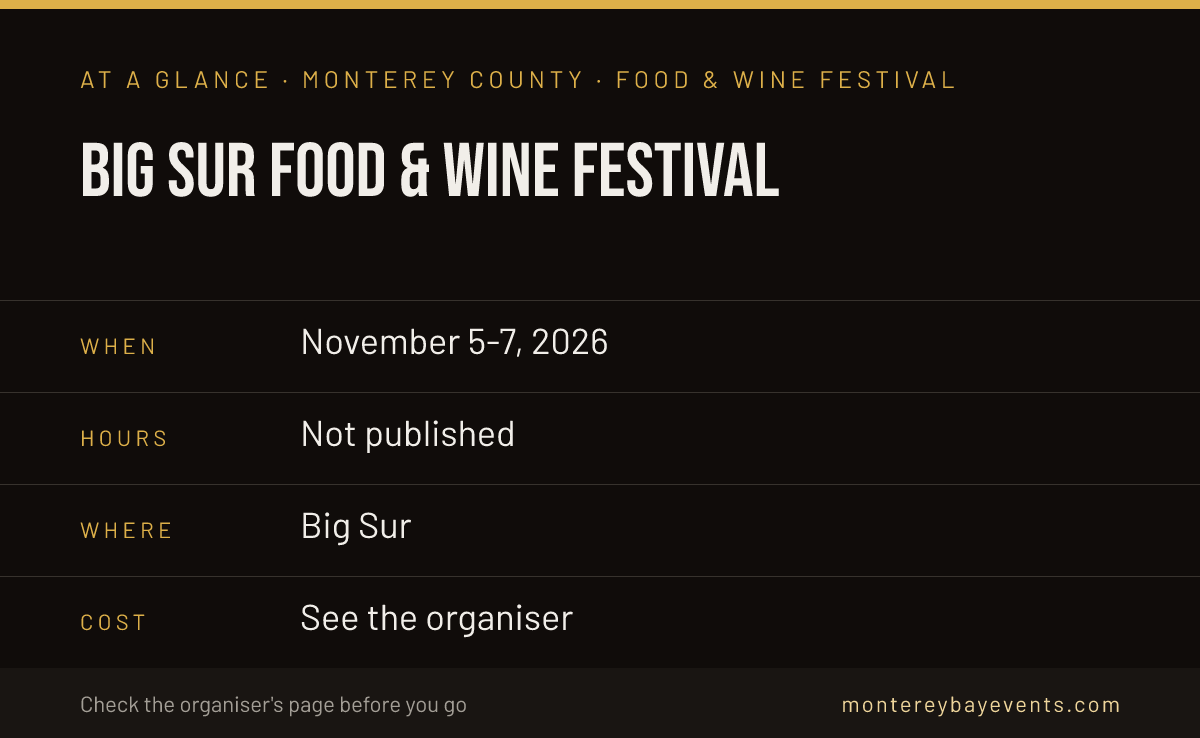 AT A GLANCE · MONTEREY COUNTY · FOOD & WINE FESTIVAL
BIG SUR FOOD & WINE FESTIVAL
WHEN November 5-7, 2026
HOURS Not published
WHERE Big Sur
COST See the organiser
Check the organiser's page before you go montereybayevents.com